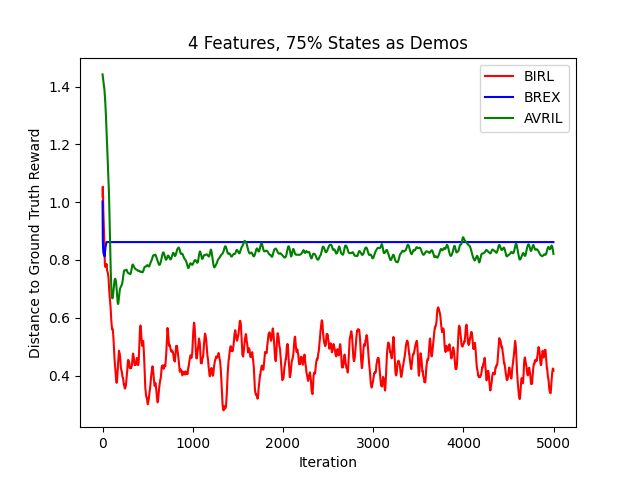 4 Features, 75% States as Demos
BIRL
BREX
AVRIL
Distance to Ground Truth Reward
1.4
1.2
1.0
0.8
0.6
0.4
0
1000
2000
3000
4000
5000
Iteration